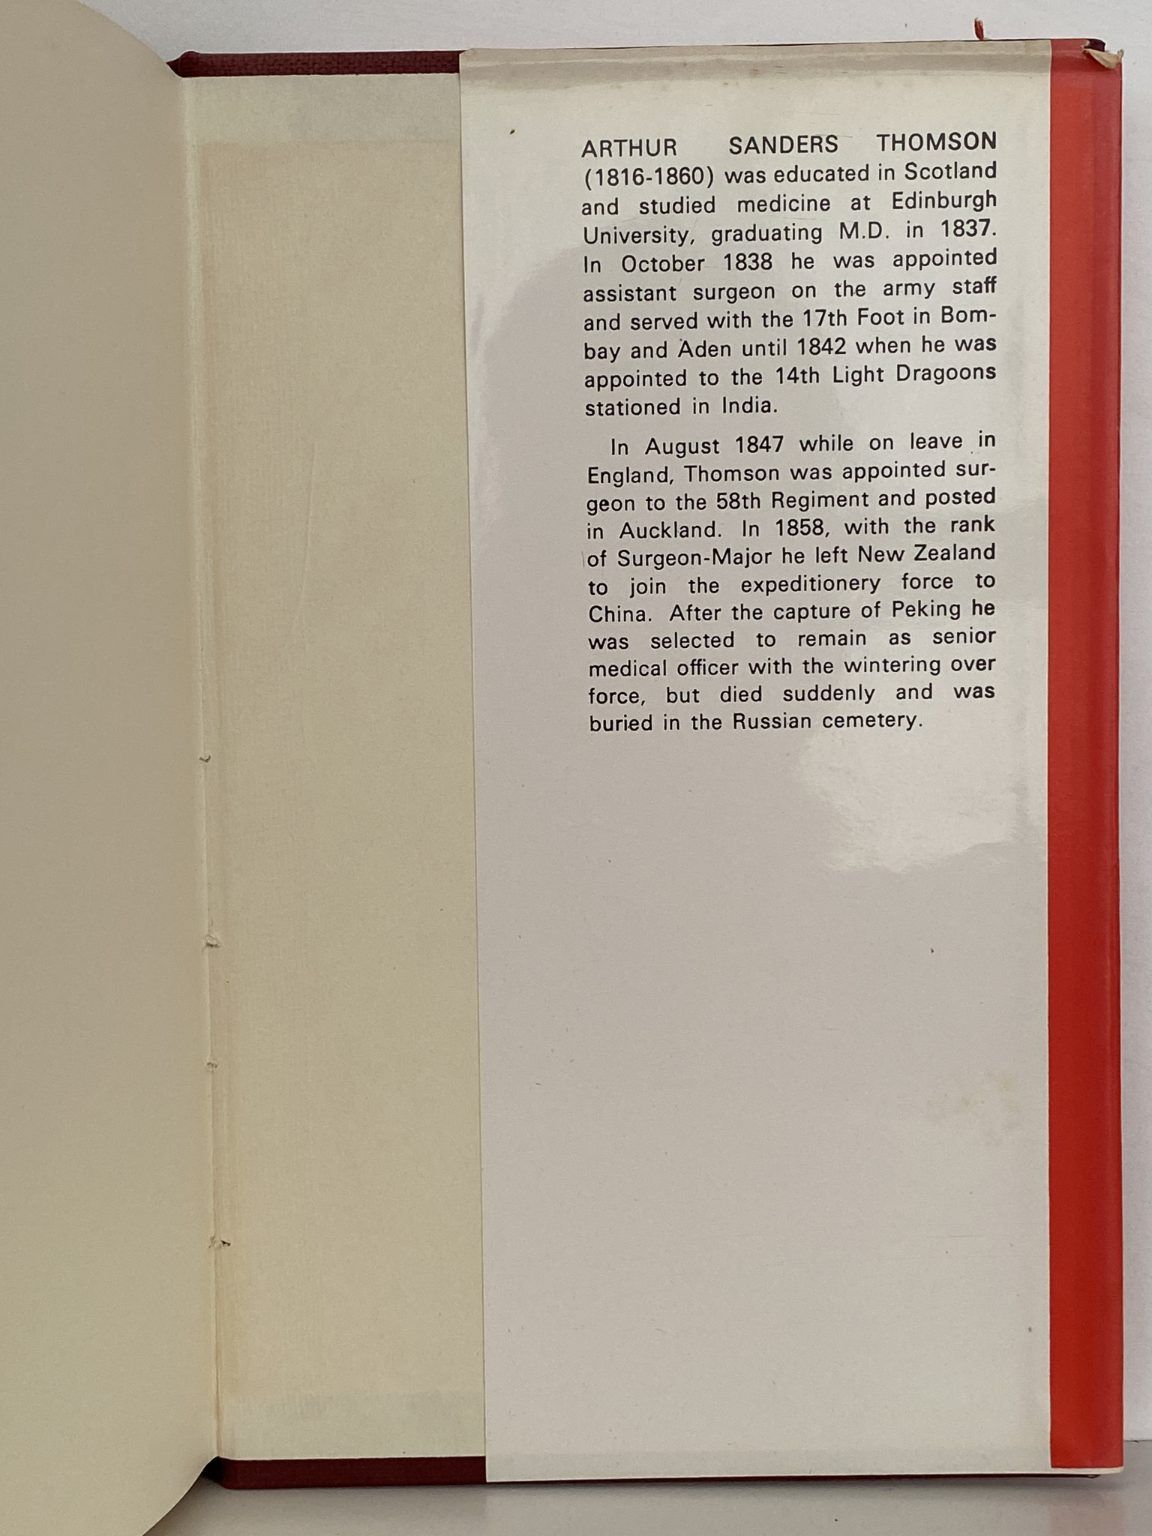 ARTHUR SANDERS THOMSON
(1816-1860) was educated in Scotland
and studied medicine at Edinburgh
University, graduating M.D. in 1837.
In October 1838 he was appointed
assistant surgeon on the army staff
and served with the 17th Foot in Bom-
bay and Aden until 1842 when he was
appointed to the 14th Light Dragoons
stationed in India.
In August 1847 while on leave in
England, Thomson was appointed sur-
geon to the 58th Regiment and posted
in Auckland. In 1858, with the rank
of Surgeon-Major he left New Zealand
to join the expeditionery force to
China. After the capture of Peking he
was selected to remain as senior
medical officer with the wintering over
force, but died suddenly and was
buried in the Russian cemetery.